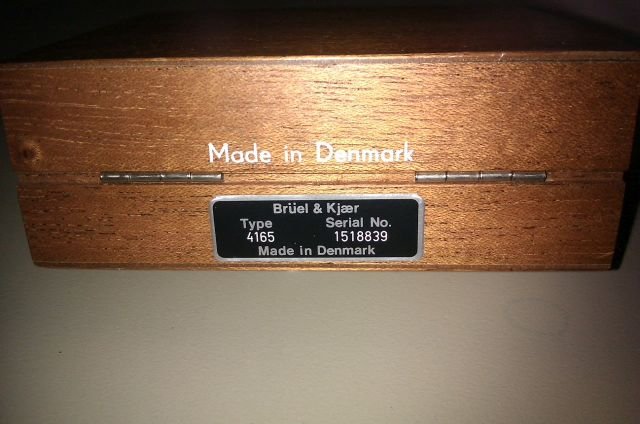 Made in Denmark
Brüel & Kjær
Type Serial No.
4165 1518839
Made in Denmark